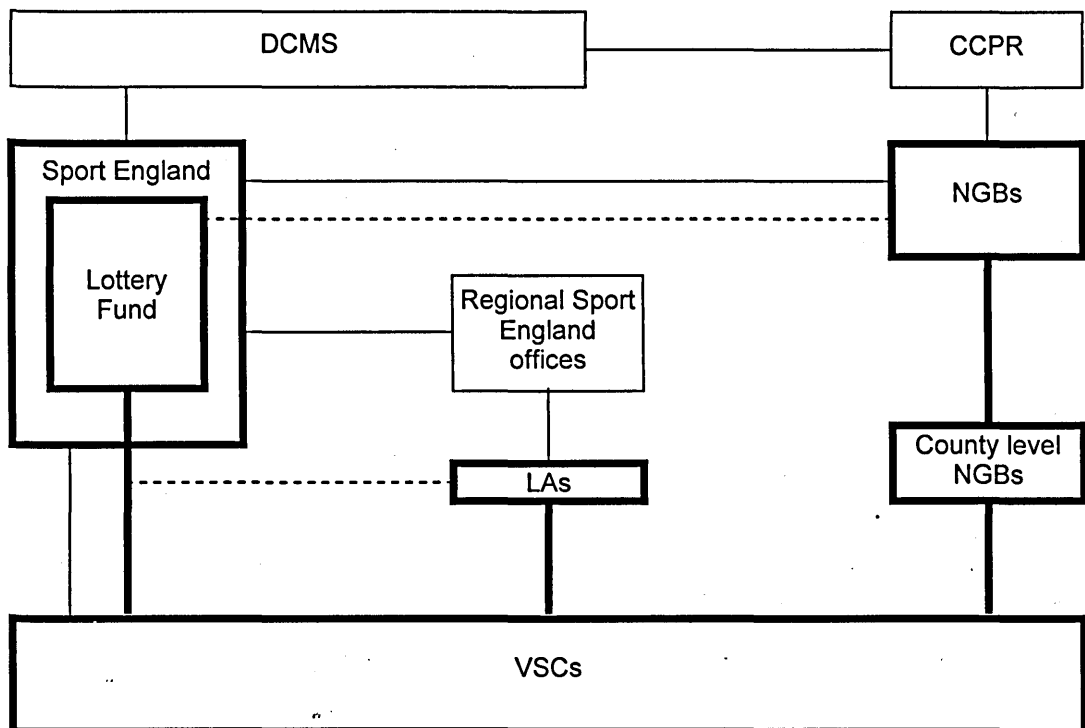 DCMS
CCPR
Sport England
NGBs
Lottery
Fund
Regional Sport
England
offices
County level
NGBs
LAs
VSCs